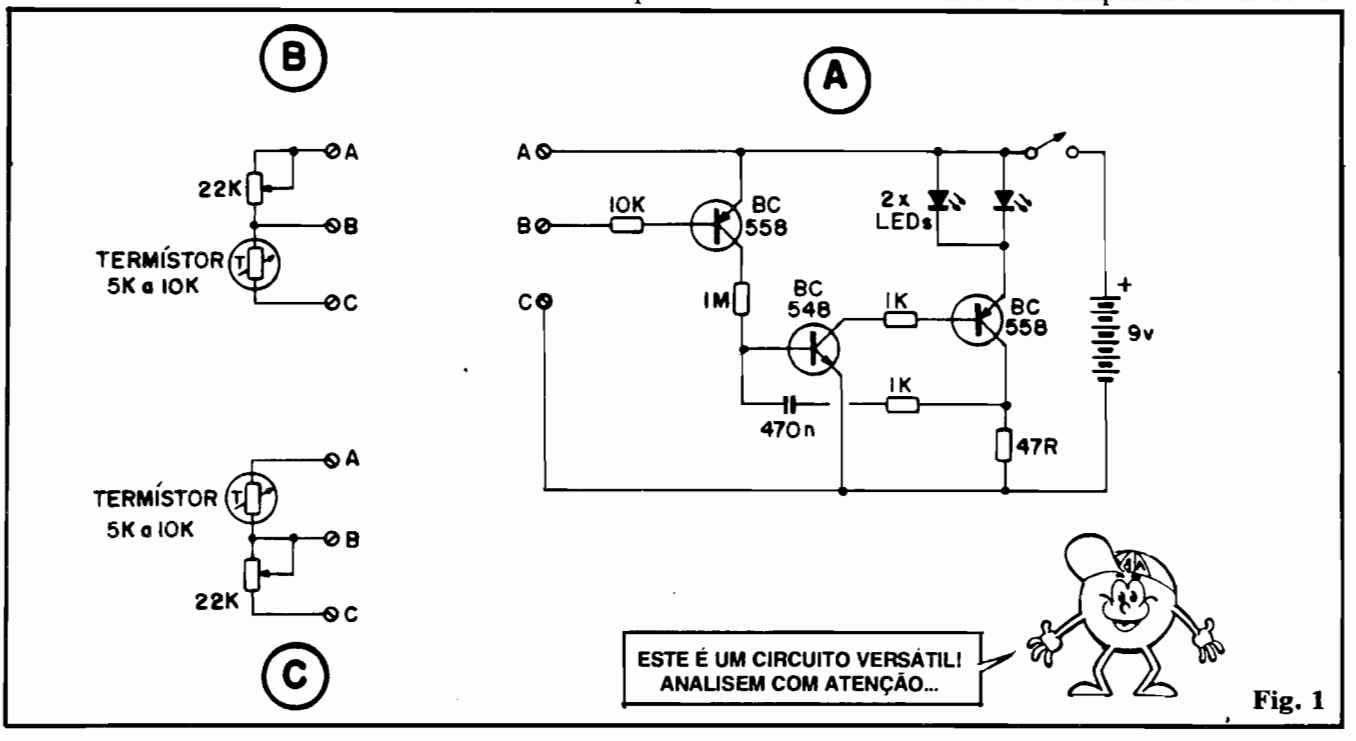 B
A
22K
A
B
C
TERMÍSTOR
5K a 10K
A
B
C
10K
BC
558
1M
BC
548
1K
2x
LEDs
BC
558
1K
470n
47R
+
9v
TERMÍSTOR
5K a 10K
22K
A
B
C
C
A
ESTE É UM CIRCUITO VERSÁTIL!
ANALISEM COM ATENÇÃO...
Fig. 1